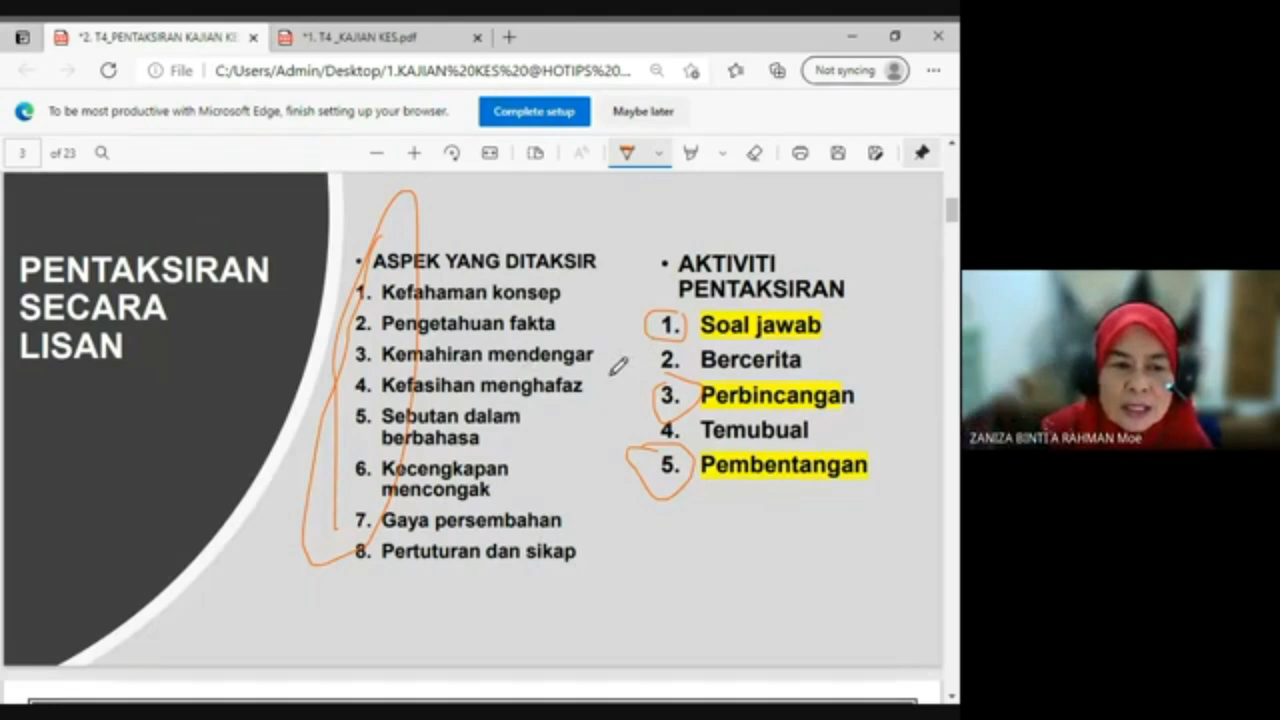 *2. T4_PENTAKSIRAN KAJIAN KE
*1. T4 _KAJIAN KES.pdf
File
C:/Users/Admin/Desktop/1.KAJIAN%20KES%20@HOTIPS%20...
Not syncing
To be most productive with Microsoft Edge, finish setting up your browser.
Complete setup
Maybe later
3 of 23
PENTAKSIRAN
SECARA
LISAN
• ASPEK YANG DITAKSIR
1. Kefahaman konsep
2. Pengetahuan fakta
3. Kemahiran mendengar
4. Kefasihan menghafaz
5. Sebutan dalam
berbahasa
6. Kecengkapan
mencongak
7. Gaya persembahan
8. Pertuturan dan sikap
• AKTIVITI
PENTAKSIRAN
1. Soal jawab
2. Bercerita
3. Perbincangan
4. Temubual
5. Pembentangan
ZANIZA BINTI A RAHMAN Moe